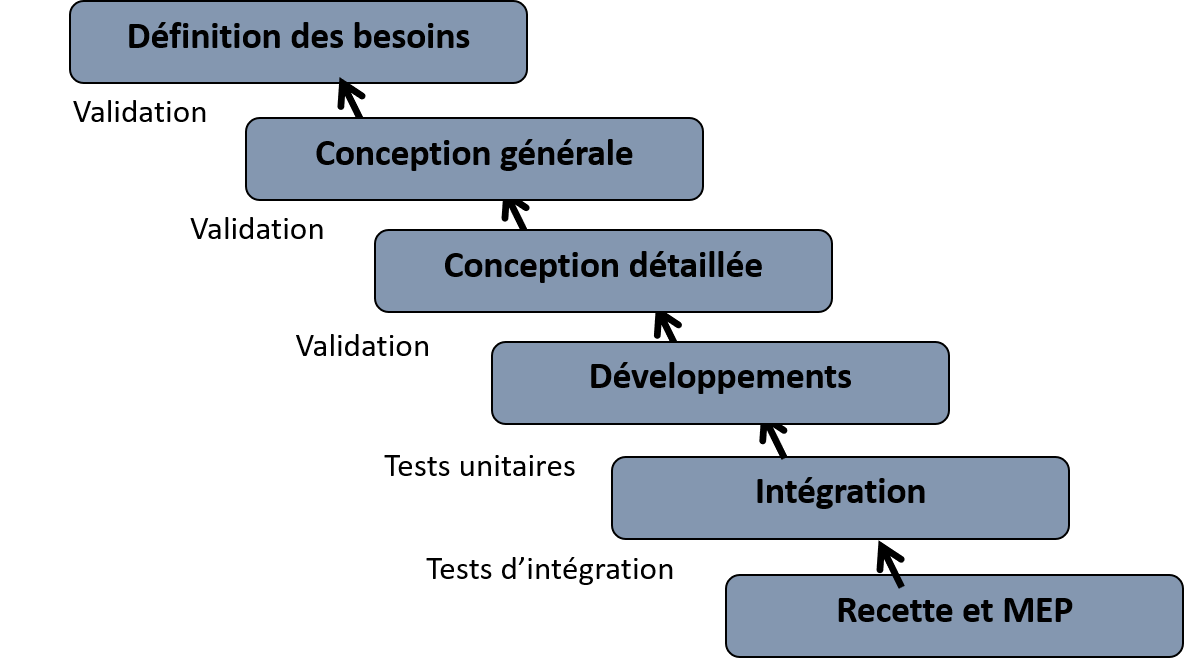 Définition des besoins
Validation
Conception générale
Validation
Conception détaillée
Validation
Développements
Tests unitaires
Intégration
Tests d’intégration
Recette et MEP